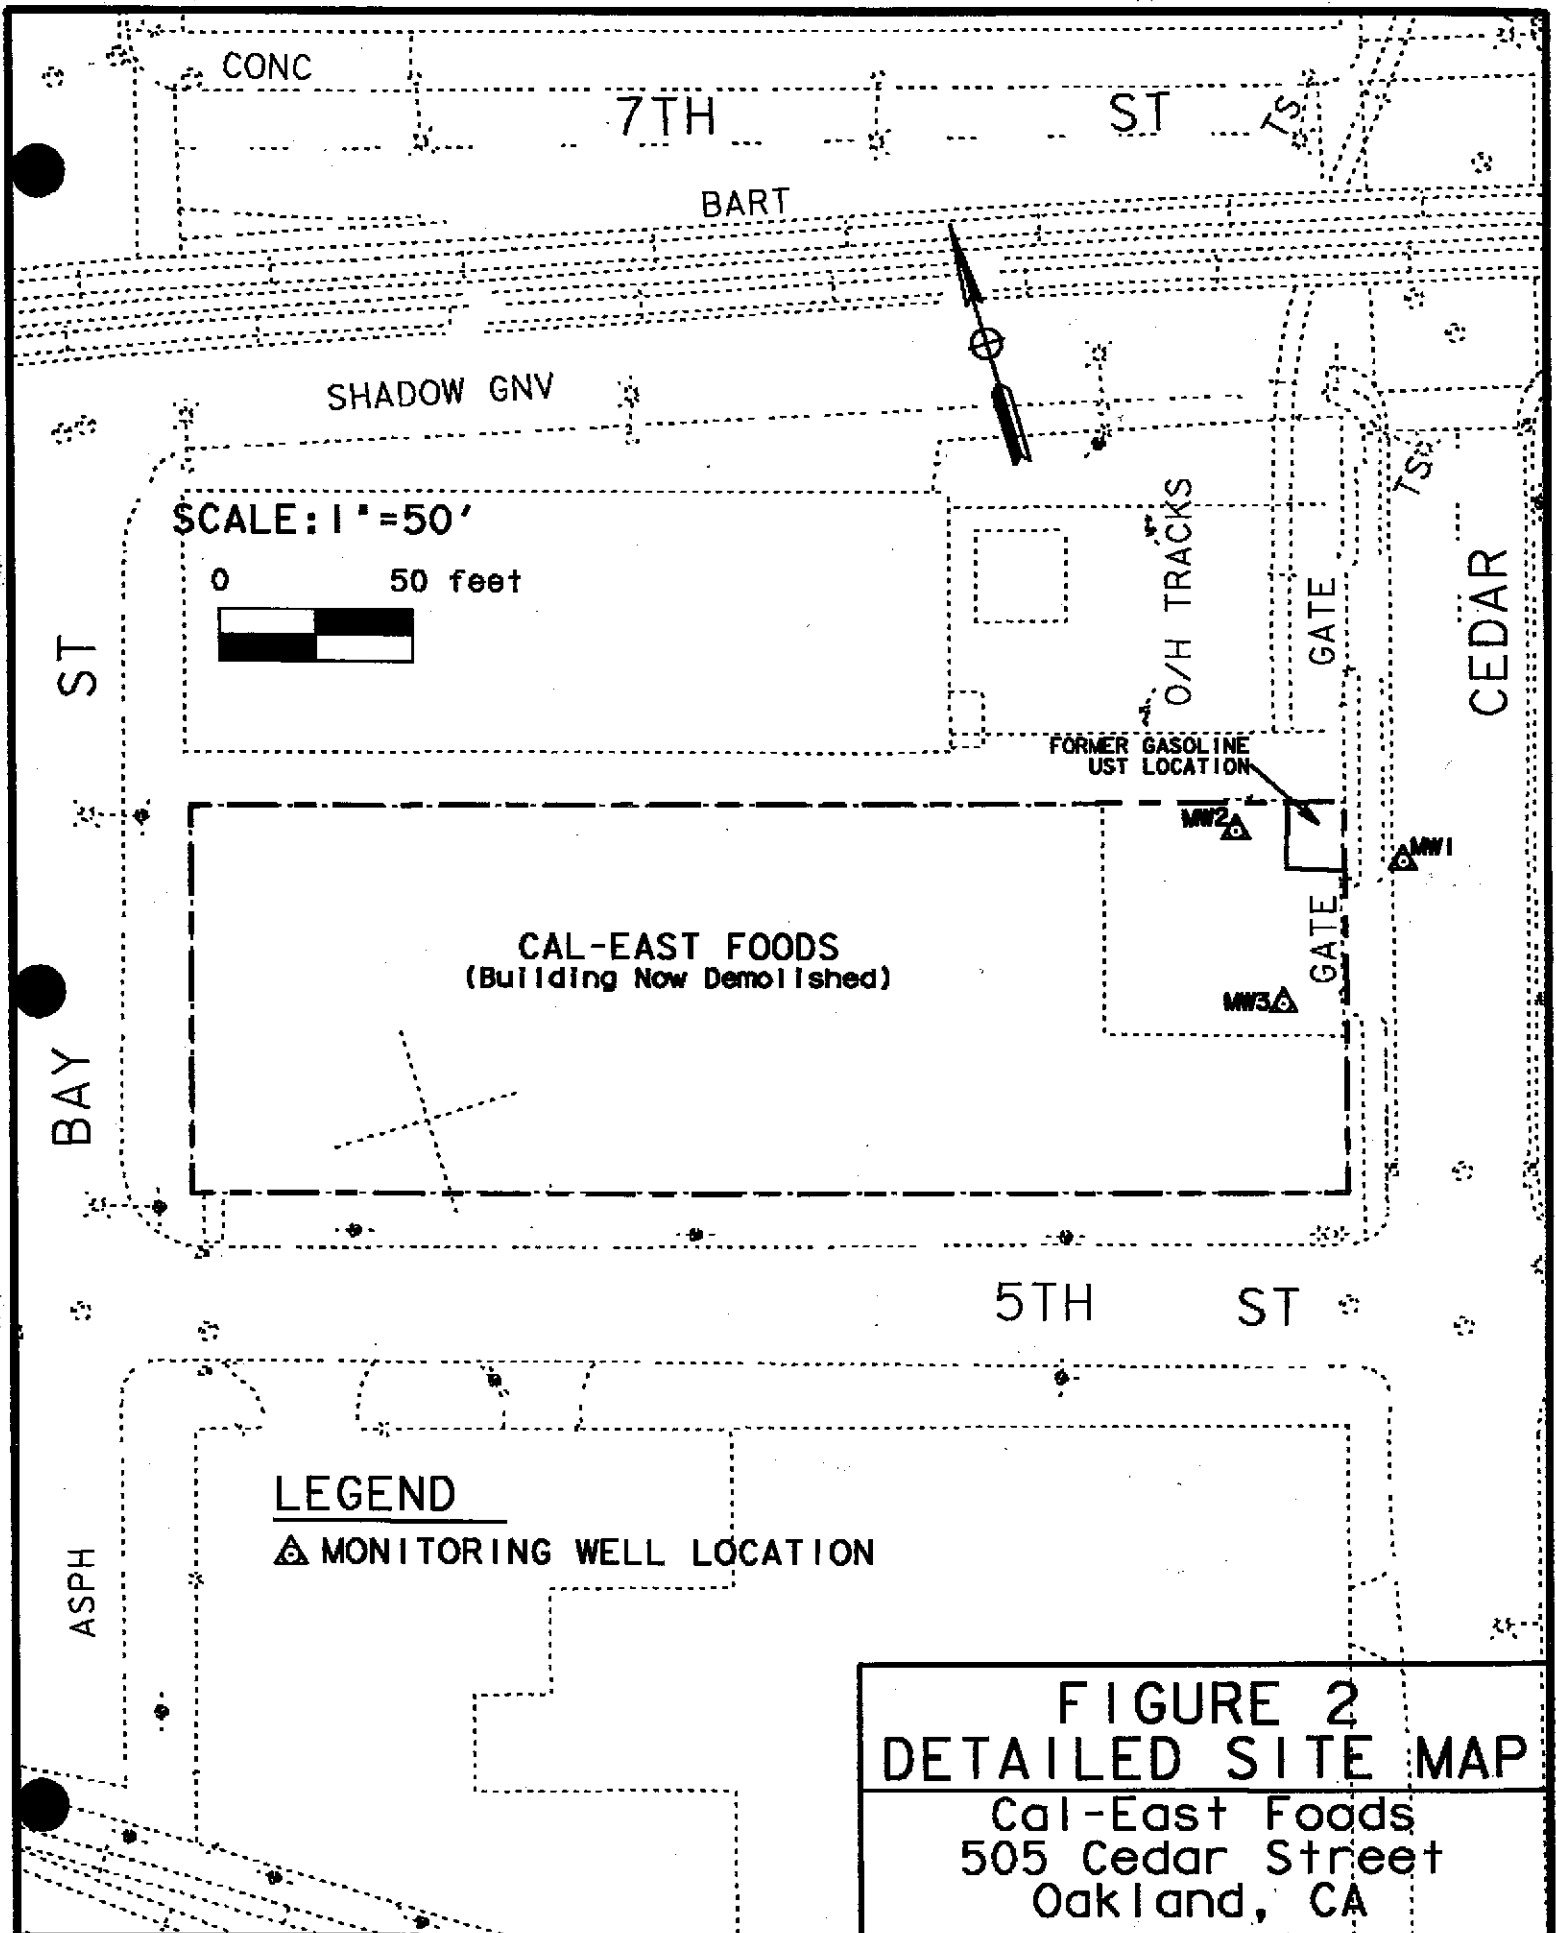 CONC
7TH ST
TS
BART
SHADOW GNV
SCALE: 1"=50'
0 50 feet
TS
O/H TRACKS
GATE
CEDAR
BAY ST
FORMER GASOLINE
UST LOCATION
MW2
MW1
GATE
CAL-EAST FOODS
(Building Now Demolished)
MW3
5TH ST
LEGEND
MONITORING WELL LOCATION
ASPH
FIGURE 2
DETAILED SITE MAP
Cal-East Foods
505 Cedar Street
Oakland, CA